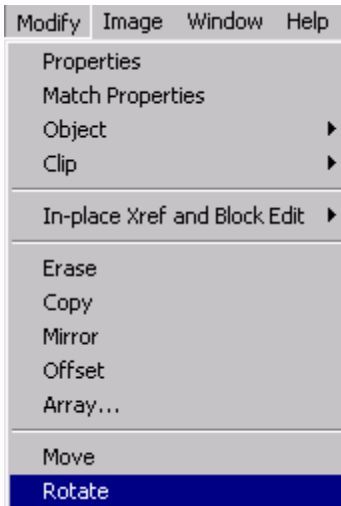 Modify Image Window Help
Properties
Match Properties
Object
Clip
In-place Xref and Block Edit
Erase
Copy
Mirror
Offset
Array...
Move
Rotate